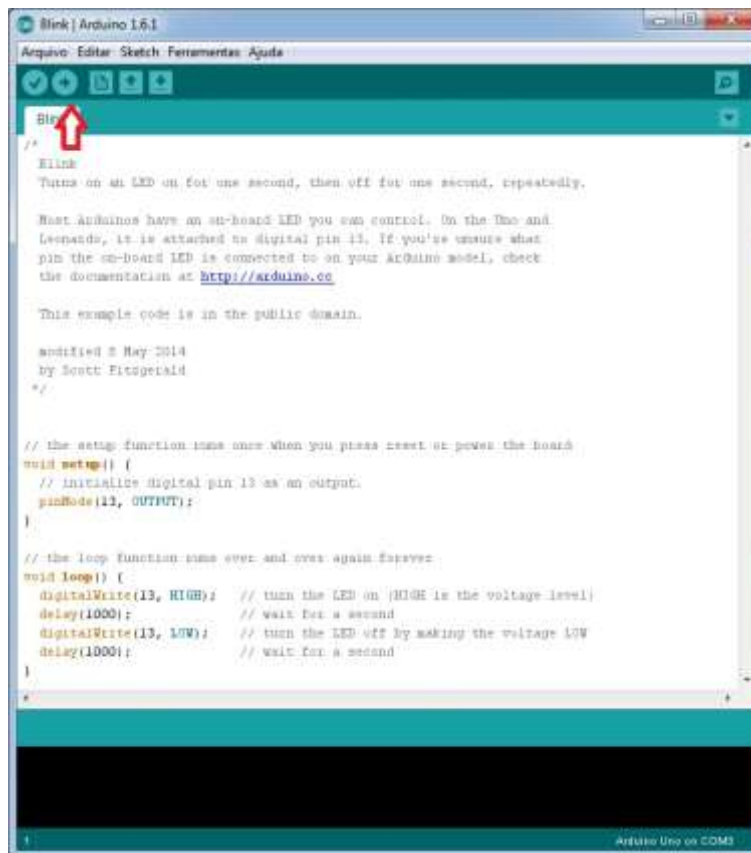 Blink | Arduino 1.6.1
Arquivo Editar Sketch Ferramentas Ajuda
/*
Blink
Turns on an LED on for one second, then off for one second, repeatedly.
Most Arduinos have an on-board LED you can control. On the Uno and
Leonardo, it is attached to digital pin 13. If you're unsure what
pin the on-board LED is connected to on your Arduino model, check
the documentation at http://arduino.cc
This example code is in the public domain.
modified 8 May 2014
by Scott Fitzgerald
*/
// the setup function runs once when you press reset or power the board
void setup() {
// initialize digital pin 13 as an output.
pinMode(13, OUTPUT);
}
// the loop function runs over and over again forever
void loop() {
digitalWrite(13, HIGH); // turn the LED on (HIGH is the voltage level)
delay(1000); // wait for a second
digitalWrite(13, LOW); // turn the LED off by making the voltage LOW
delay(1000); // wait for a second
}
1 Arduino Uno on COM3